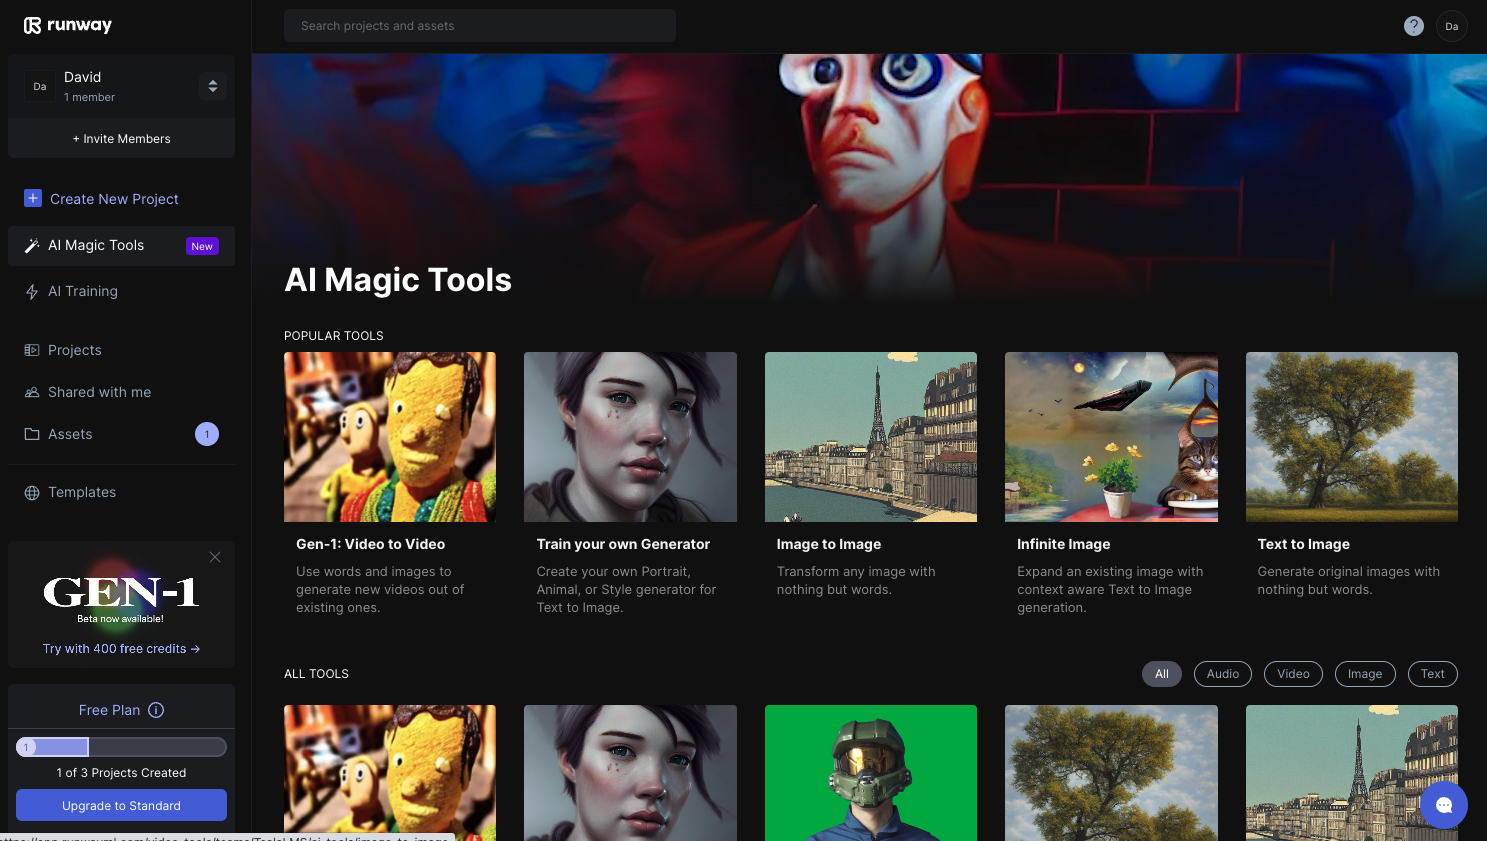 runway
Search projects and assets
?
Da
Da
David
1 member
+ Invite Members
Create New Project
AI Magic Tools
New
AI Training
Projects
Shared with me
Assets
1
Templates
GEN-1
Beta now available!
Try with 400 free credits →
Free Plan
1
1 of 3 Projects Created
Upgrade to Standard
AI Magic Tools
POPULAR TOOLS
Gen-1: Video to Video
Use words and images to
generate new videos out of
existing ones.
Train your own Generator
Create your own Portrait,
Animal, or Style generator for
Text to Image.
Image to Image
Transform any image with
nothing but words.
Infinite Image
Expand an existing image with
context aware Text to Image
generation.
Text to Image
Generate original images with
nothing but words.
ALL TOOLS
All
Audio
Video
Image
Text